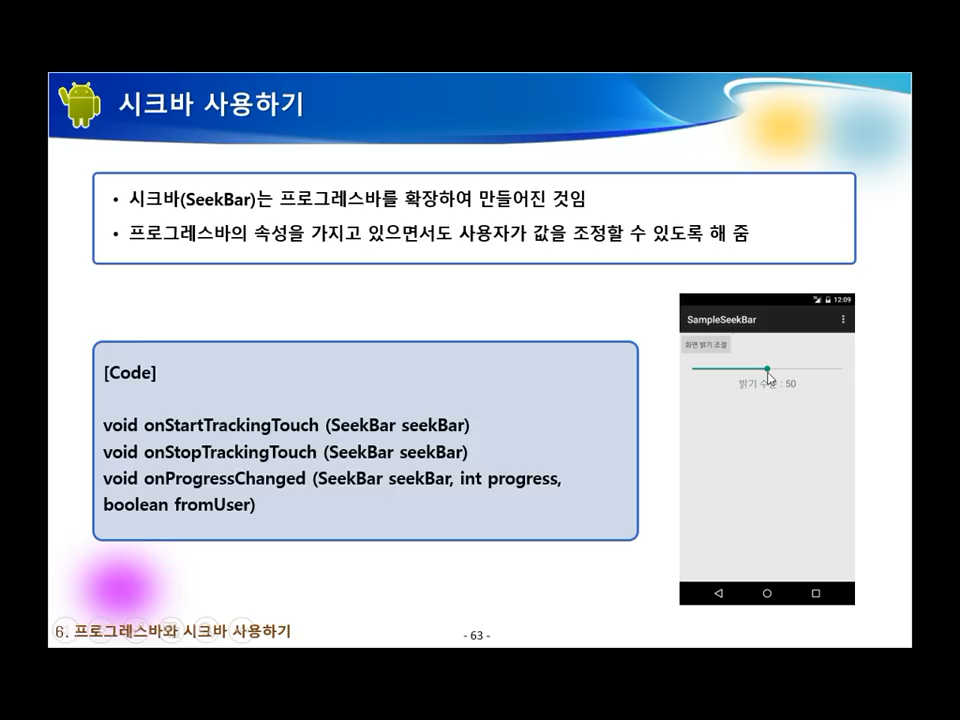 시크바 사용하기
• 시크바(SeekBar)는 프로그레스바를 확장하여 만들어진 것임
• 프로그레스바의 속성을 가지고 있으면서도 사용자가 값을 조정할 수 있도록 해 줌
12:09
SampleSeekBar
화면 밝기 조절
밝기 : 50
[Code]
void onStartTrackingTouch (SeekBar seekBar)
void onStopTrackingTouch (SeekBar seekBar)
void onProgressChanged (SeekBar seekBar, int progress,
boolean fromUser)
6. 프로그레스바와 시크바 사용하기
- 63 -